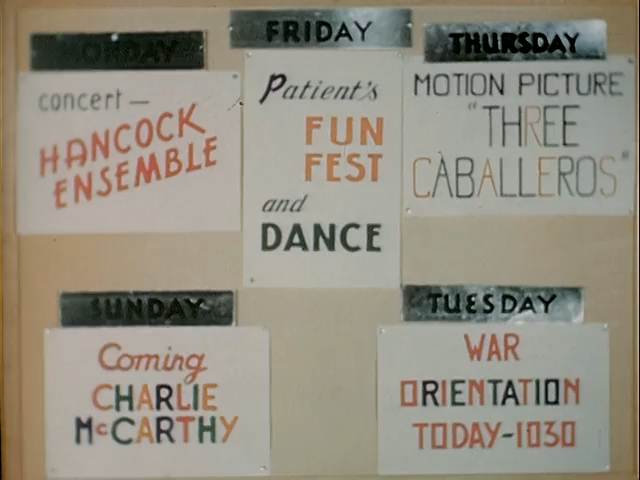 MONDAY
concert —
HANCOCK
ENSEMBLE
FRIDAY
Patient's
FUN
FEST
and
DANCE
THURSDAY
MOTION PICTURE
"THREE
CABALLEROS"
SUNDAY
Coming
CHARLIE
McCARTHY
TUESDAY
WAR
ORIENTATION
TODAY-1030